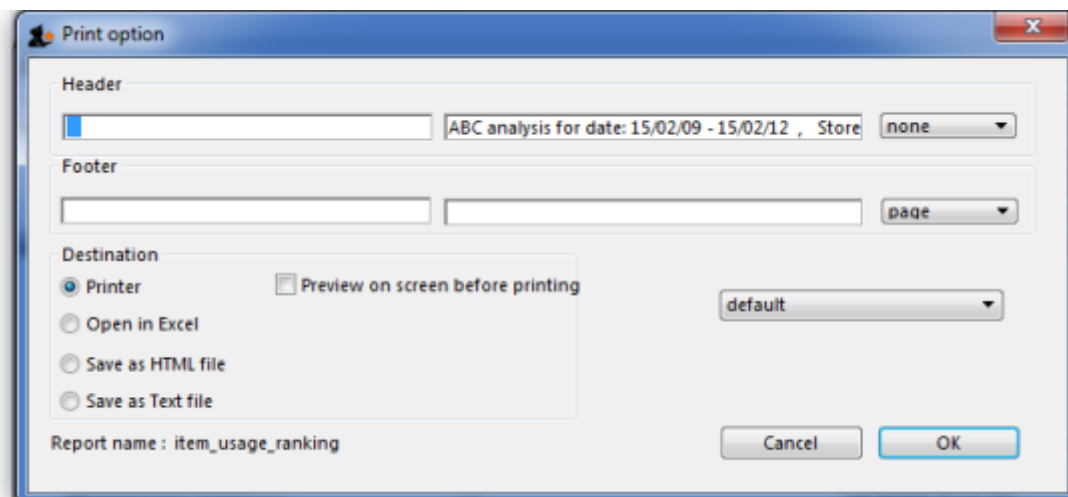 Print option
Header
ABC analysis for date: 15/02/09 - 15/02/12 , Store none
Footer
page
Destination
Printer Preview on screen before printing
default
Open in Excel
Save as HTML file
Save as Text file
Report name : item_usage_ranking Cancel OK